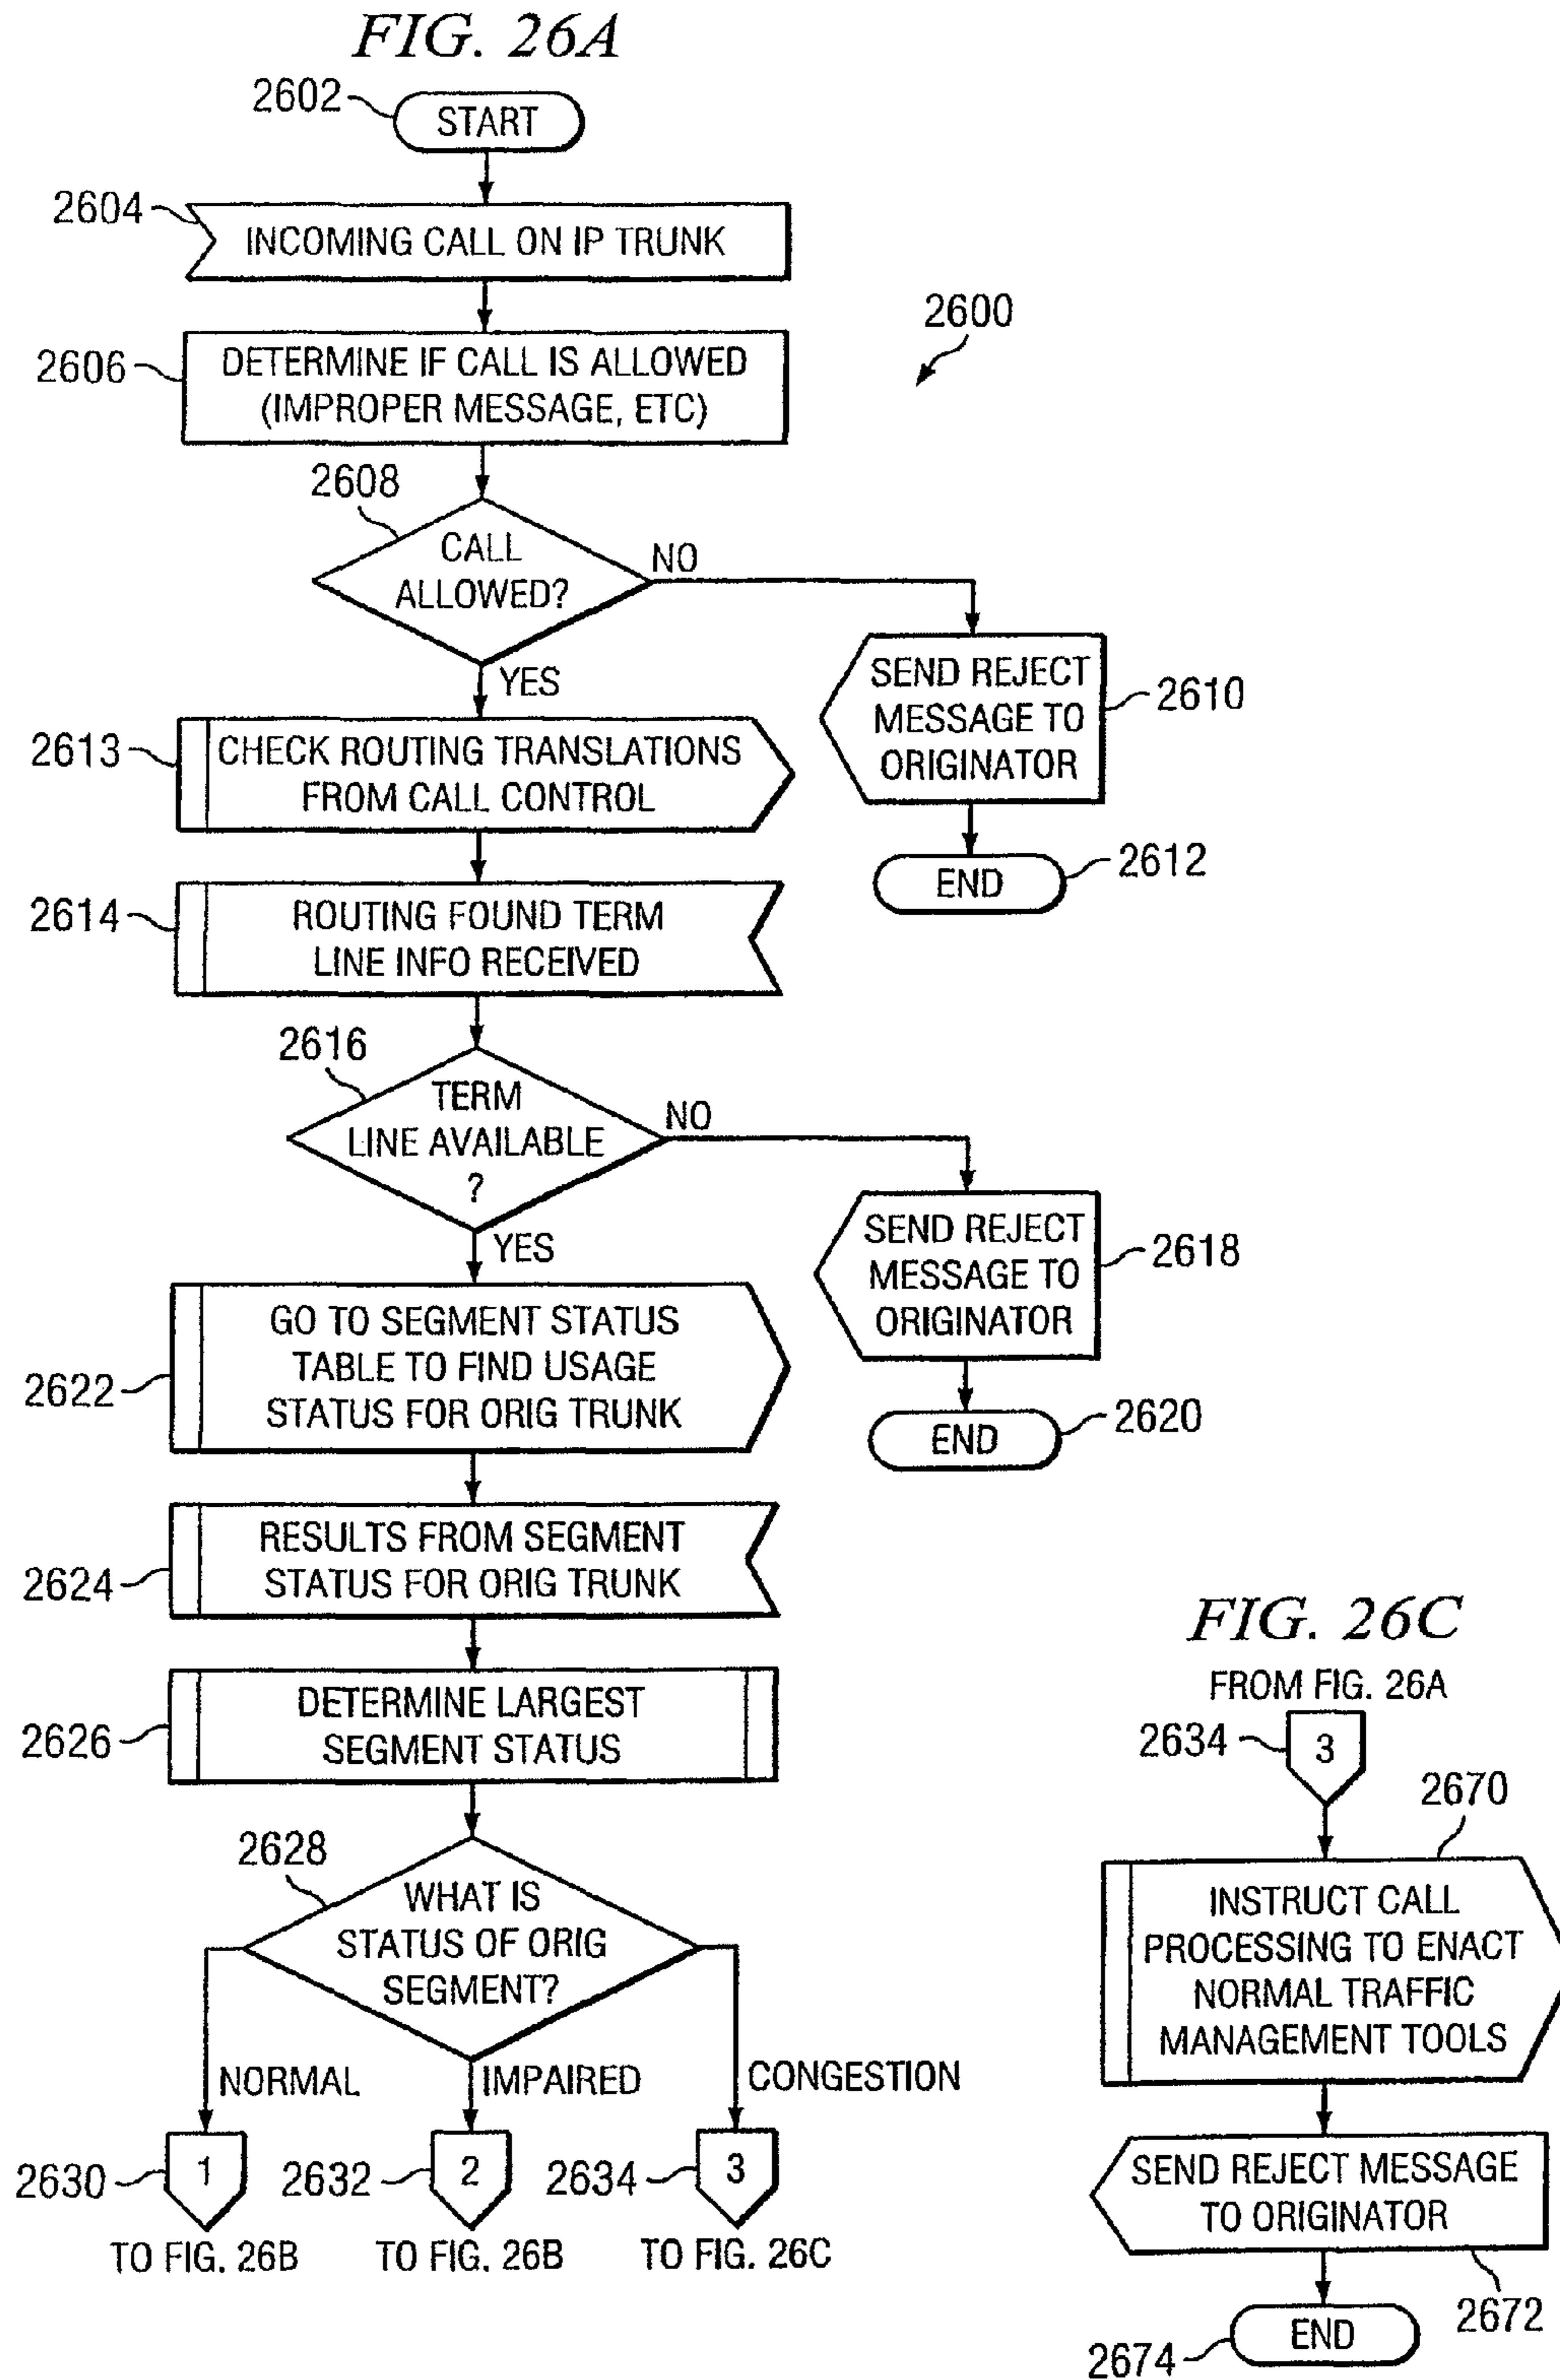 FIG. 26A
2602
START
2604
INCOMING CALL ON IP TRUNK
2600
2606
DETERMINE IF CALL IS ALLOWED
(IMPROPER MESSAGE, ETC)
2608
CALL
ALLOWED?
NO
YES
SEND REJECT
MESSAGE TO
ORIGINATOR
2610
END
2612
2613
CHECK ROUTING TRANSLATIONS
FROM CALL CONTROL
2614
ROUTING FOUND TERM
LINE INFO RECEIVED
2616
TERM
LINE AVAILABLE
?
NO
YES
SEND REJECT
MESSAGE TO
ORIGINATOR
2618
END
2620
2622
GO TO SEGMENT STATUS
TABLE TO FIND USAGE
STATUS FOR ORIG TRUNK
2624
RESULTS FROM SEGMENT
STATUS FOR ORIG TRUNK
2626
DETERMINE LARGEST
SEGMENT STATUS
2628
WHAT IS
STATUS OF ORIG
SEGMENT?
NORMAL
IMPAIRED
CONGESTION
2630
1
2632
2
2634
3
TO FIG. 26B
TO FIG. 26B
TO FIG. 26C
FIG. 26C
FROM FIG. 26A
2634
3
2670
INSTRUCT CALL
PROCESSING TO ENACT
NORMAL TRAFFIC
MANAGEMENT TOOLS
SEND REJECT MESSAGE
TO ORIGINATOR
2672
END
2674